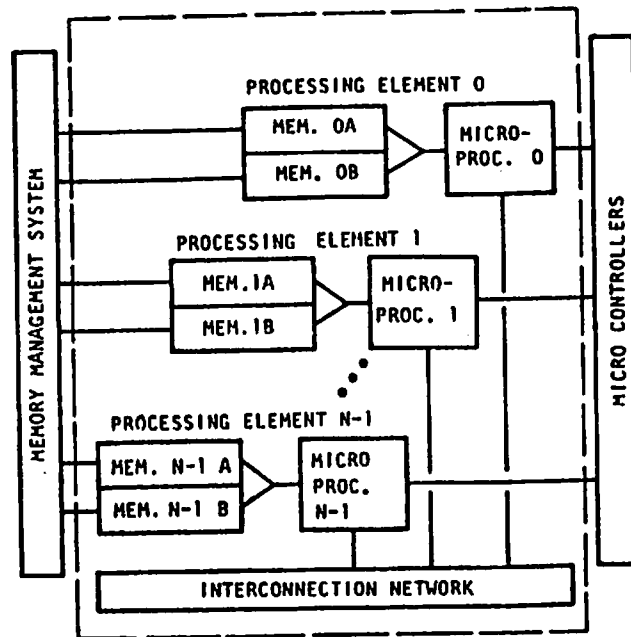 PROCESSING ELEMENT 0
MEM. 0A
MEM. 0B
MICRO-
PROC. 0
PROCESSING ELEMENT 1
MEM.1A
MEM.1B
MICRO-
PROC. 1
PROCESSING ELEMENT N-1
MEM. N-1 A
MEM. N-1 B
MICRO
PROC.
N-1
INTERCONNECTION NETWORK
MEMORY MANAGEMENT SYSTEM
MICRO CONTROLLERS